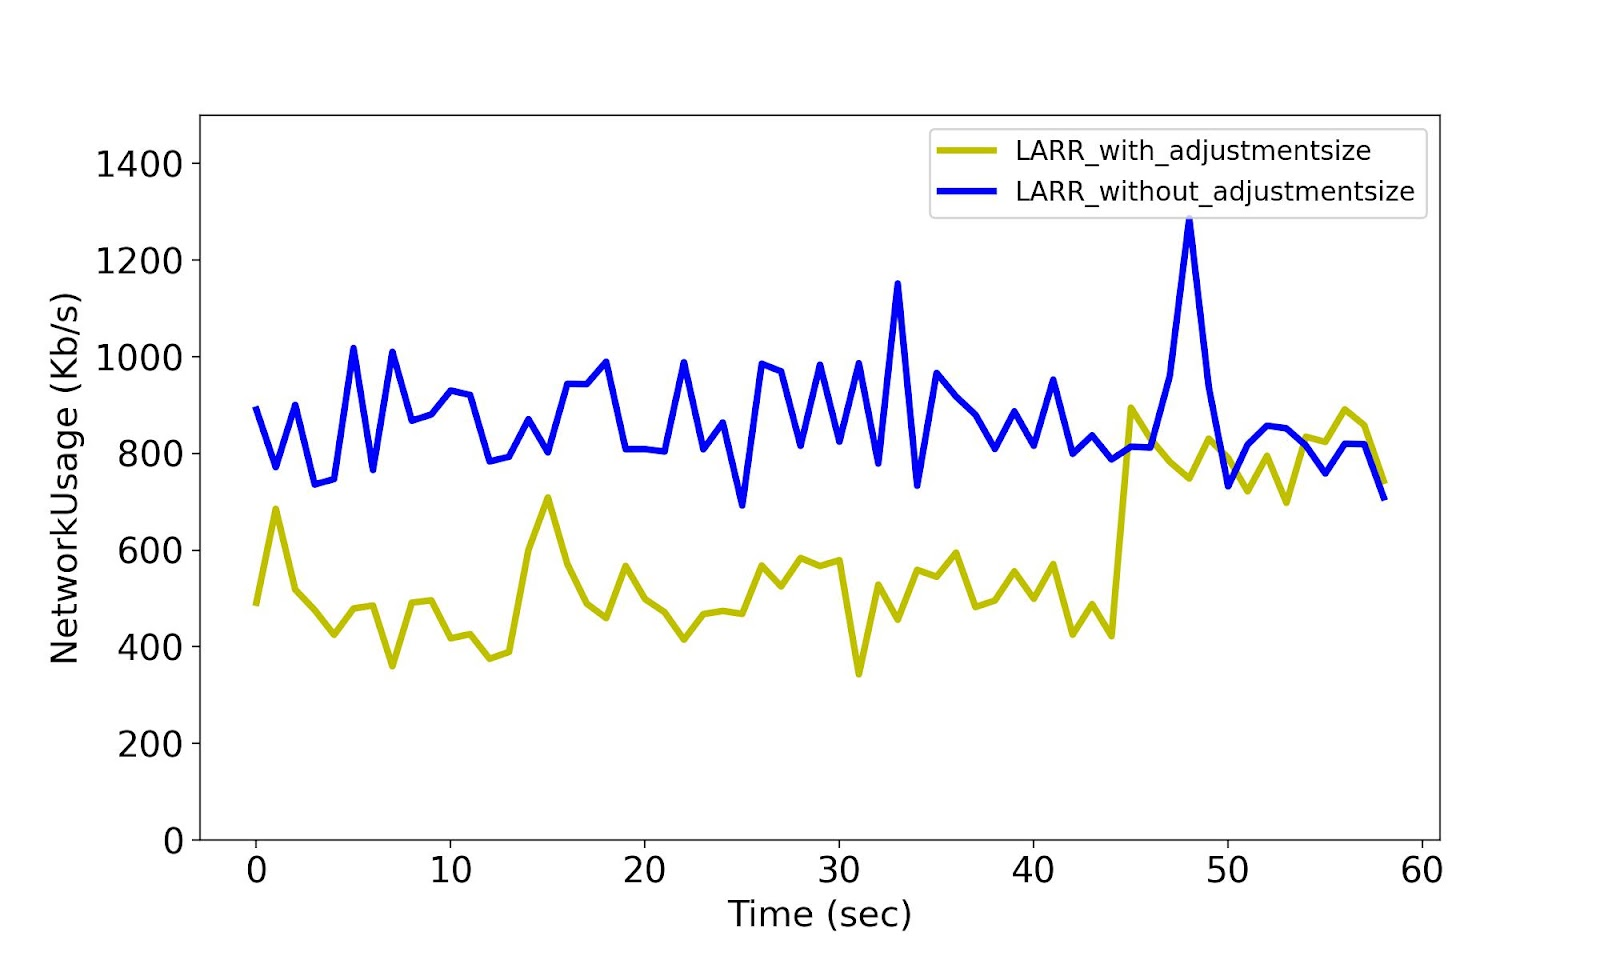 LARR_with_adjustmentsize
LARR_without_adjustmentsize
1400
1200
1000
800
600
400
200
0
NetworkUsage (Kb/s)
0 10 20 30 40 50 60
Time (sec)